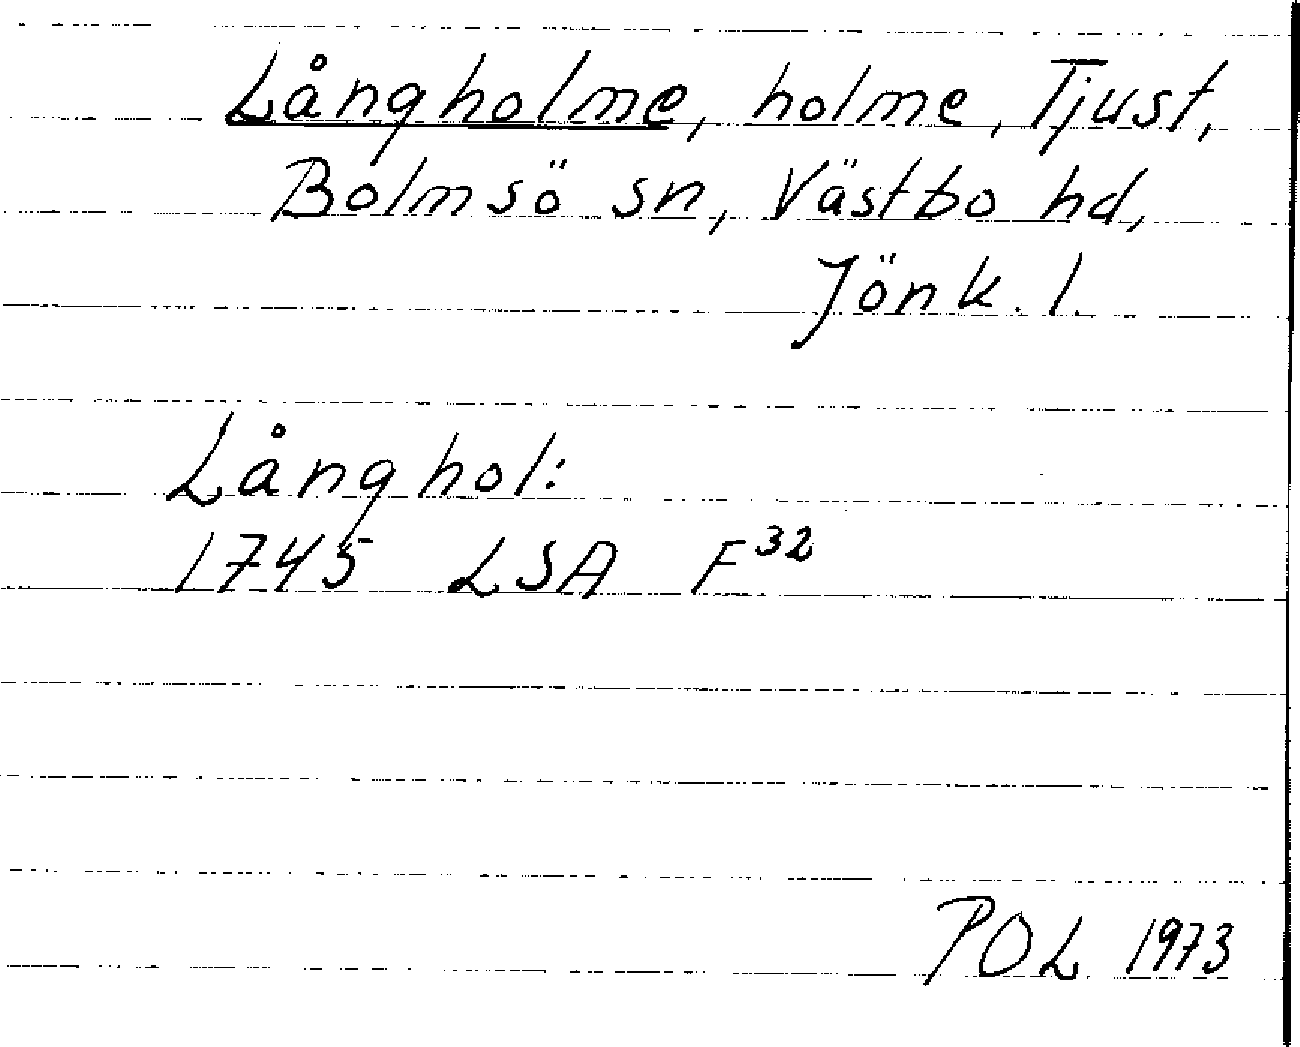 Långholme, holme, Tjust,
Bolmsö sn, Västbo hd,
Jönk. l.
Långhol:
1745 LSA F³²
POL 1973